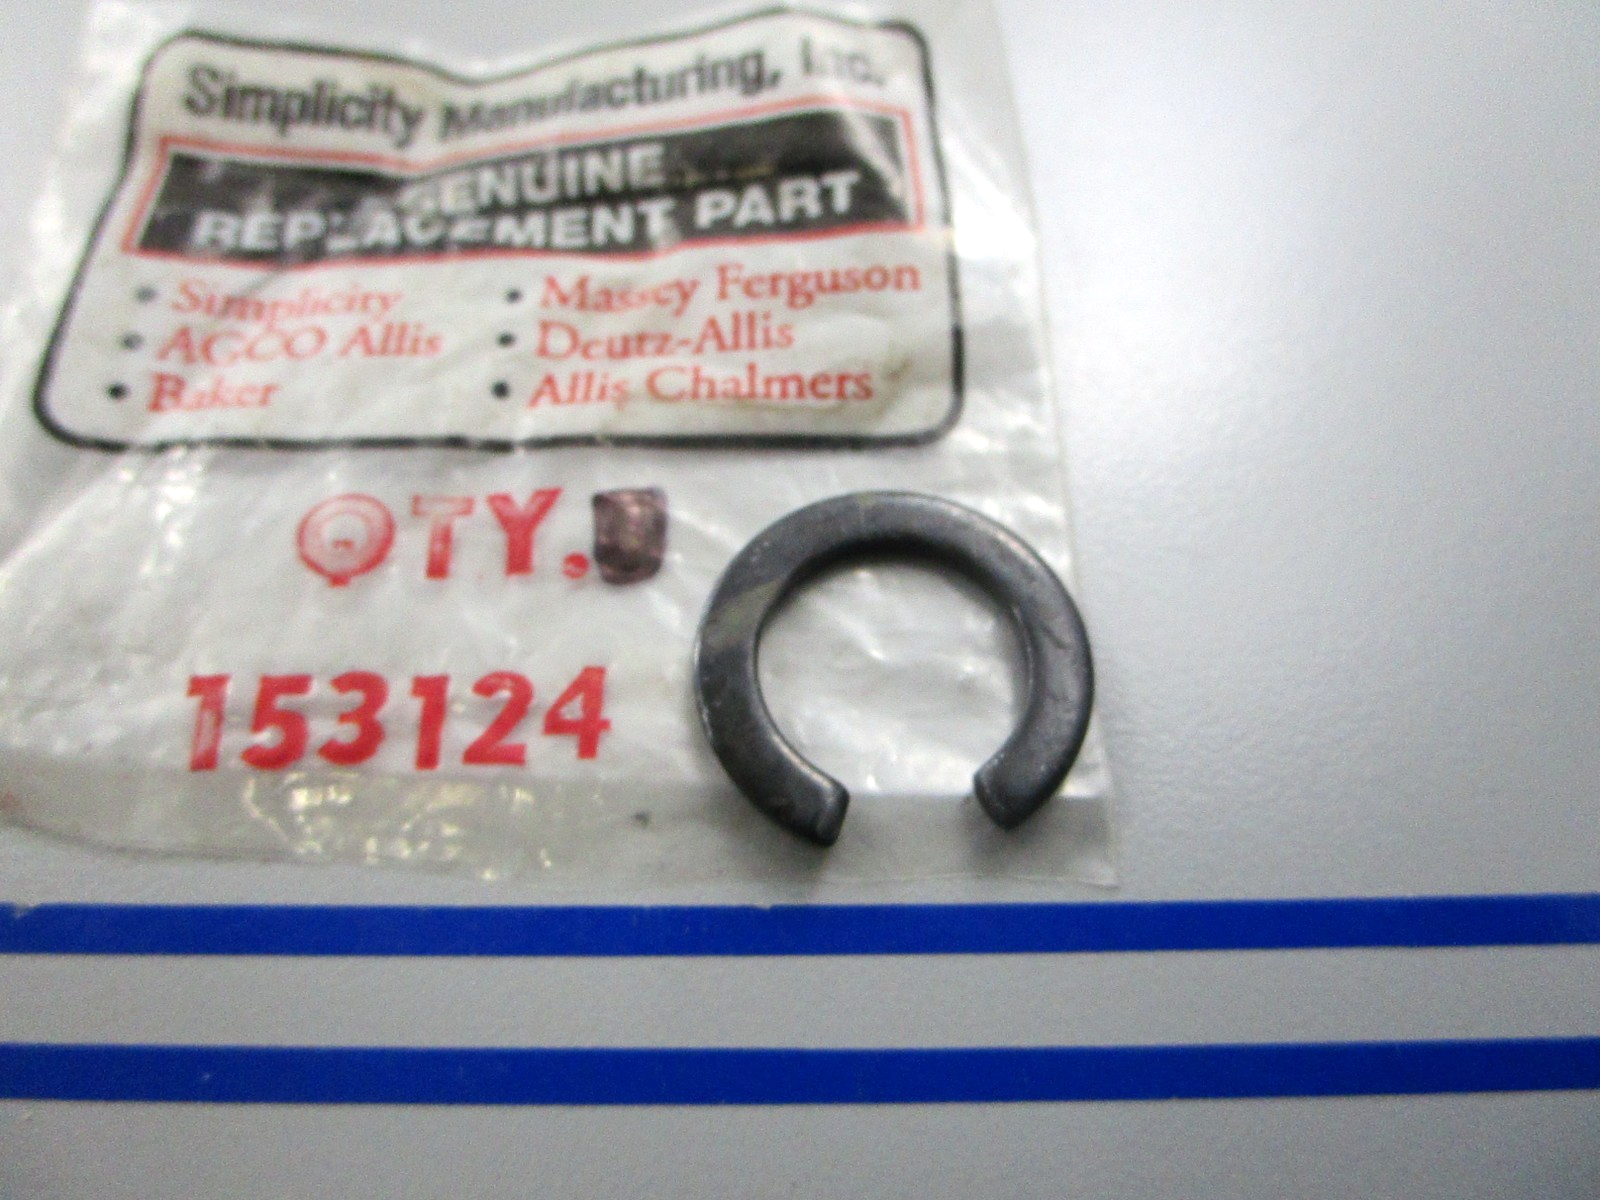 Simplicity Manufacturing, Inc.
GENUINE
REPLACEMENT PART
• Simplicity
• AGCO Allis
• Baker
• Massey Ferguson
• Deutz-Allis
• Allis Chalmers
QTY.
153124